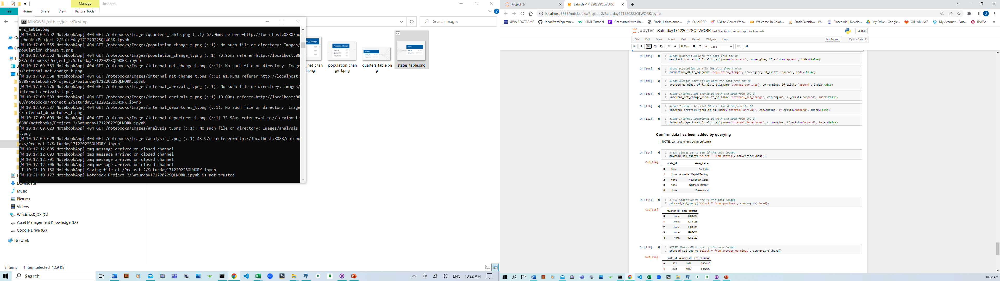 Manage
Images
File
Home
Share
View
Picture Tools
Search Images
MINGW64:/c/Users/johan/Desktop
ers_table.png
[W 10:17:09.552 NotebookApp] 404 GET /notebooks/Images/quarters_table.png (::1) 67.96ms referer=http://localhost:8888/no
tebooks/Project_2/Saturday17122022SQLWORK.ipynb
[W 10:17:09.555 NotebookApp] 404 GET /notebooks/Images/population_change_t.png (::1): No such file or directory: Images/
population_change_t.png
[W 10:17:09.562 NotebookApp] 404 GET /notebooks/Images/population_change_t.png (::1) 76.96ms referer=http://localhost:88
88/notebooks/Project_2/Saturday17122022SQLWORK.ipynb
[W 10:17:09.563 NotebookApp] 404 GET /notebooks/Images/internal_net_change_t.png (::1): No such file or directory: Image
s/internal_net_change_t.png
[W 10:17:09.568 NotebookApp] 404 GET /notebooks/Images/internal_net_change_t.png (::1) 81.95ms referer=http://localhost:
8888/notebooks/Project_2/Saturday17122022SQLWORK.ipynb
[W 10:17:09.576 NotebookApp] 404 GET /notebooks/Images/internal_arrivals_t.png (::1): No such file or directory: Images/
internal_arrivals_t.png
[W 10:17:09.583 NotebookApp] 404 GET /notebooks/Images/internal_arrivals_t.png (::1) 10.00ms referer=http://localhost:88
88/notebooks/Project_2/Saturday17122022SQLWORK.ipynb
[W 10:17:09.587 NotebookApp] 404 GET /notebooks/Images/internal_departures_t.png (::1): No such file or directory: Image
s/internal_departures_t.png
[W 10:17:09.609 NotebookApp] 404 GET /notebooks/Images/internal_departures_t.png (::1) 33.98ms referer=http://localhost:
8888/notebooks/Project_2/Saturday17122022SQLWORK.ipynb
[W 10:17:09.623 NotebookApp] 404 GET /notebooks/Images/analysis_t.png (::1): No such file or directory: Images/analysis_
t.png
[W 10:17:09.629 NotebookApp] 404 GET /notebooks/Images/analysis_t.png (::1) 43.97ms referer=http://localhost:8888/notebo
oks/Project_2/Saturday17122022SQLWORK.ipynb
[W 10:17:12.685 NotebookApp] zmq message arrived on closed channel
[W 10:17:12.693 NotebookApp] zmq message arrived on closed channel
[W 10:17:12.701 NotebookApp] zmq message arrived on closed channel
[W 10:17:12.706 NotebookApp] zmq message arrived on closed channel
[I 10:21:10.160 NotebookApp] Saving file at /Project_2/Saturday17122022SQLWORK.ipynb
[W 10:21:10.177 NotebookApp] Notebook Project_2/Saturday17122022SQLWORK.ipynb is not trusted
_net_chan
_t.png
population_chan
ge_t.png
quarters_table.pn
g
states_table.png
Downloads
Music
Pictures
Videos
Windows8_OS (C:)
Asset Management Knowledge (D:)
Google Drive (G:)
Network
8 items 1 item selected 12.9 KB
Search
ENG 10:22 AM
Project_2/
Saturday17122022SQLWORK
localhost:8888/notebooks/Project_2/Saturday17122022SQLWORK.ipynb
UWA BOOTCAMP
JohanfromEsperanc...
HTML Tutorial
Get started with Bo...
Slack | ! class-anno...
QuickDBD
SQLite Viewer Web...
Welcome To Colab...
Stack Overflow - W...
Places API | Develo...
My Drive - Google...
GITLAB UWA
My Account - Port...
IPWEA
jupyter Saturday17122022SQLWORK Last Checkpoint: an hour ago (autosaved)
Logout
File Edit View Insert Cell Kernel Widgets Help
Not Trusted
PythonData
Run
Code
In [105]:
1 #load Quarters DB with the data from the DF
2 new_test_quarter_df_final.to_sql(name='quarters', con=engine, if_exists='append', index=False)
In [106]:
1 #load population DB with the data from the DF
2 population_df.to_sql(name='population_change', con=engine, if_exists='append', index=False)
In [108]:
1 #load Avergae Earnings DB with the data from the DF
2 average_earnings_df_final.to_sql(name='average_earnings', con=engine, if_exists='append', index=False)
In [109]:
1 #load Internal Net Change DB with the data from the DF
2 internal_net_change_final.to_sql(name='internal_net_change', con=engine, if_exists='append', index=False)
In [110]:
1 #load Internal Arrivial DB with the data from the DF
2 internal_arrivals_final.to_sql(name='internal_arrival', con=engine, if_exists='append', index=False)
In [112]:
1 #load Internal Departures DB with the data from the DF
2 internal_departures_final.to_sql(name='internal_departures', con=engine, if_exists='append', index=False)
Confirm data has been added by querying
• NOTE: can also check using pgAdmin
In [114]:
1 #TEST States DB to see if the dada loaded
2 pd.read_sql_query('select * from states', con=engine).head()
Out[114]:
state_id state_name
0 None Australia
1 None Australian Capital Territory
2 None New South Wales
3 None Northern Territory
4 None Queensland
In [115]:
1 #TEST States DB to see if the dada loaded
2 pd.read_sql_query('select * from quarters', con=engine).head()
Out[115]:
quarter_id date_quarter
0 None 1981-Q2
1 None 1981-Q3
2 None 1981-Q4
3 None 1982-Q1
4 None 1982-Q2
In [116]:
1 #TEST States DB to see if the dada loaded
2 pd.read_sql_query('select * from average_earnings', con=engine).head()
Out[116]:
state_id quarter_id avg_earnings
0 303 1028 $454.80
1 303 1067 $452.20
10:22 AM